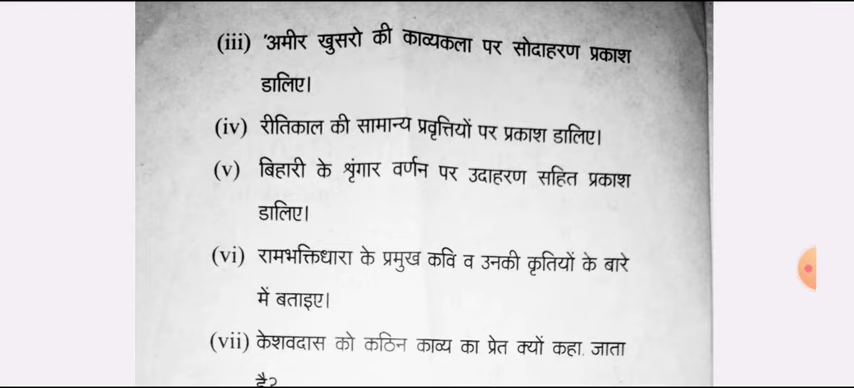 (iii) 'अमीर खुसरो की काव्यकला पर सोदाहरण प्रकाश
डालिए।
(iv) रीतिकाल की सामान्य प्रवृत्तियों पर प्रकाश डालिए।
(v) बिहारी के श्रृंगार वर्णन पर उदाहरण सहित प्रकाश
डालिए।
(vi) रामभक्तिधारा के प्रमुख कवि व उनकी कृतियों के बारे
में बताइए।
(vii) केशवदास को कठिन काव्य का प्रेत क्यों कहा. जाता
है?